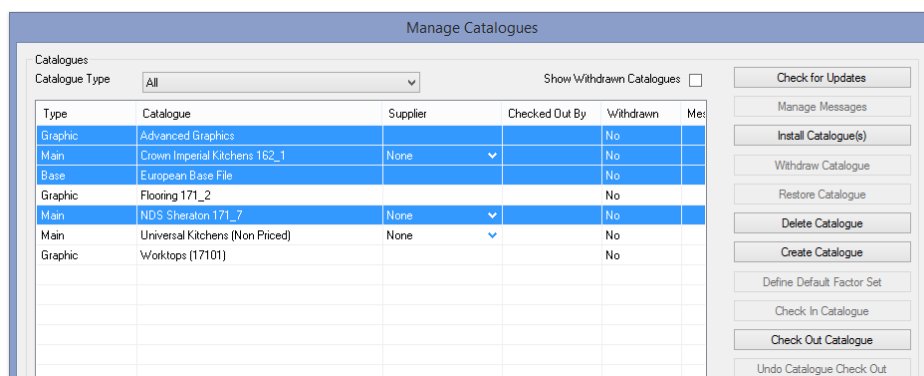 Manage Catalogues
Catalogues
Catalogue Type All Show Withdrawn Catalogues
Type Catalogue Supplier Checked Out By Withdrawn Mes
Graphic Advanced Graphics No
Main Crown Imperial Kitchens 162_1 None No
Base European Base File No
Graphic Flooring 171_2 No
Main NDS Sheraton 171_7 None No
Main Universal Kitchens (Non Priced) None No
Graphic Worktops (17101) No
Check for Updates
Manage Messages
Install Catalogue(s)
Withdraw Catalogue
Restore Catalogue
Delete Catalogue
Create Catalogue
Define Default Factor Set
Check In Catalogue
Check Out Catalogue
Undo Catalogue Check Out